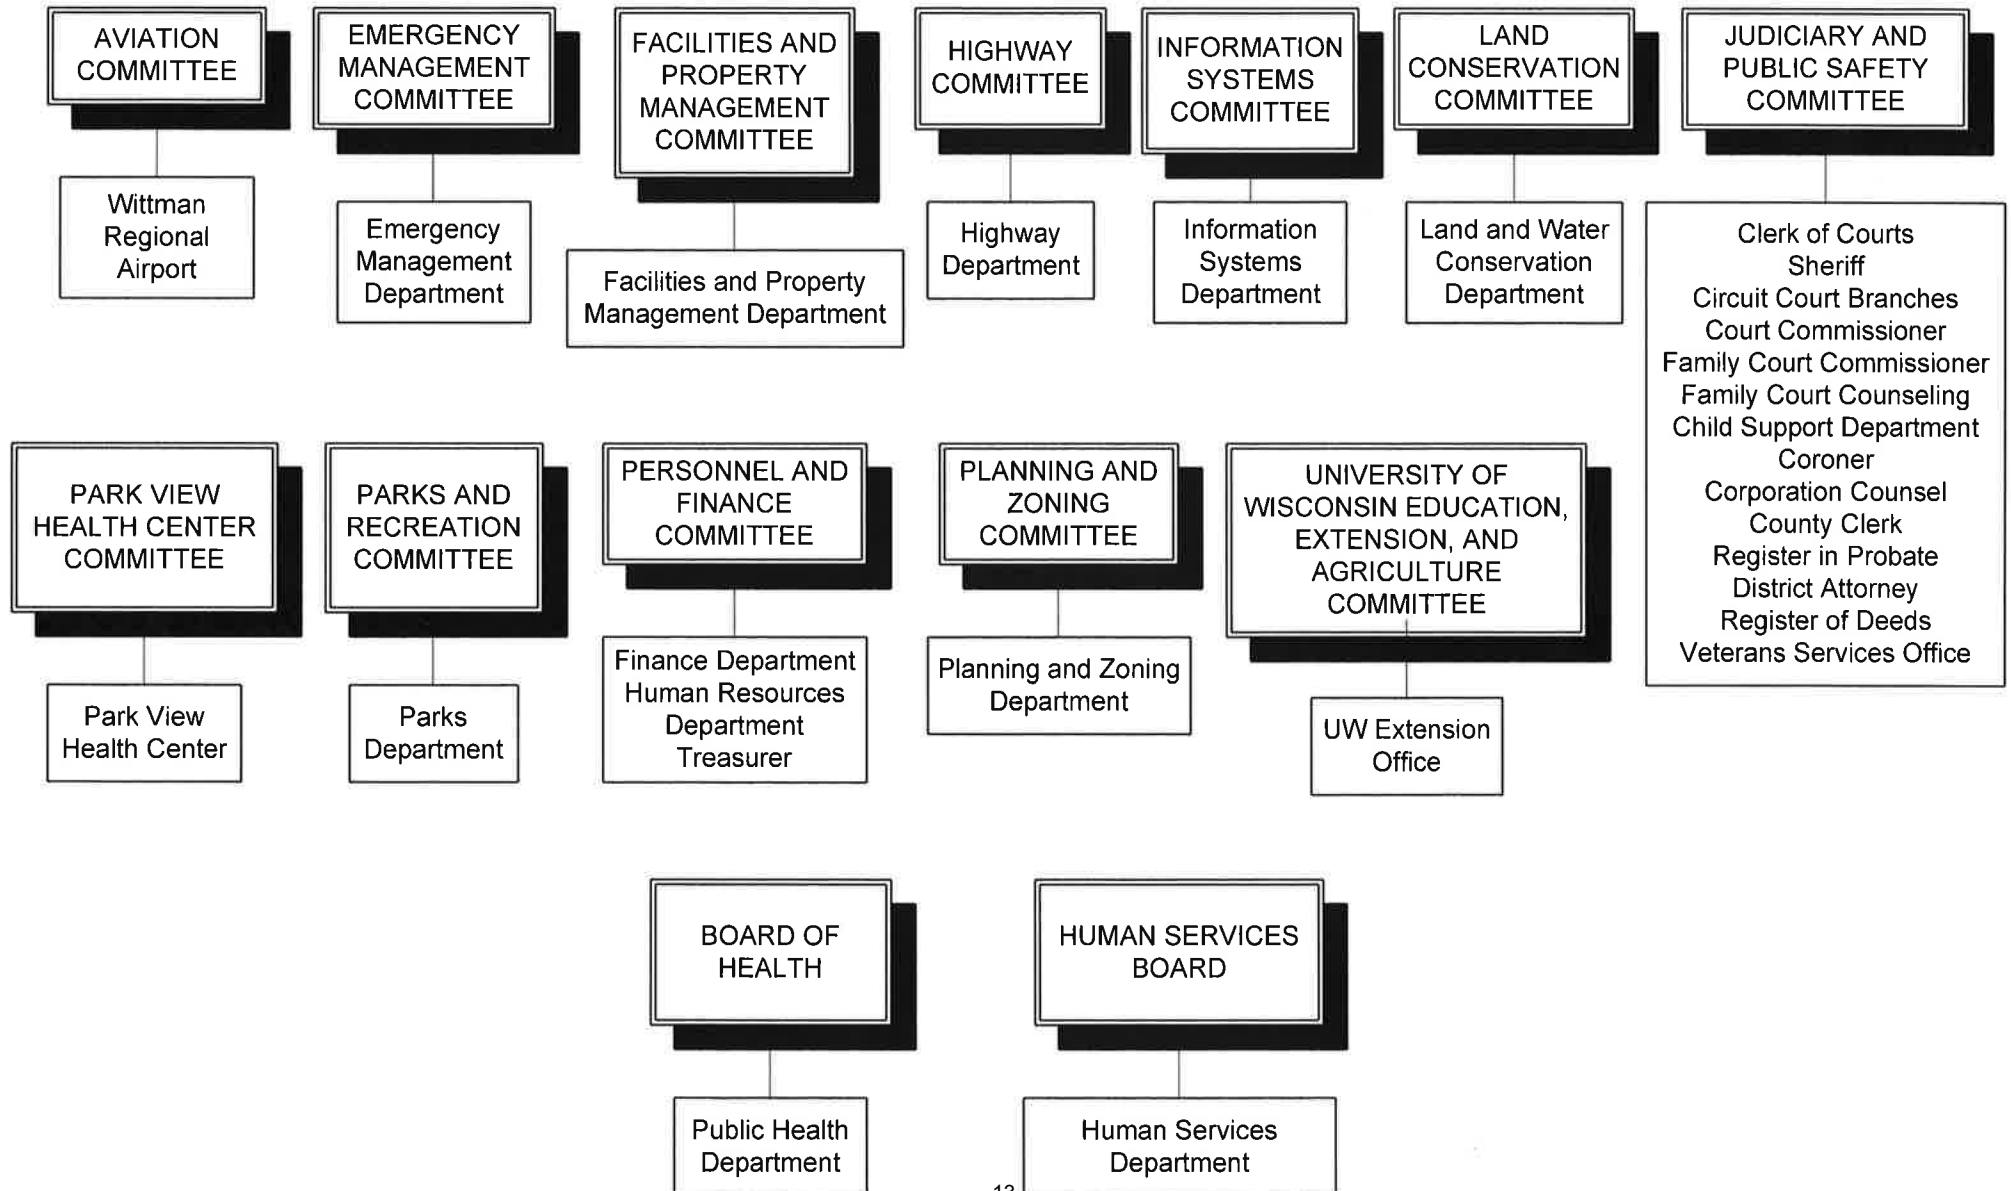 AVIATION
COMMITTEE
EMERGENCY
MANAGEMENT
COMMITTEE
FACILITIES AND
PROPERTY
MANAGEMENT
COMMITTEE
HIGHWAY
COMMITTEE
INFORMATION
SYSTEMS
COMMITTEE
LAND
CONSERVATION
COMMITTEE
JUDICIARY AND
PUBLIC SAFETY
COMMITTEE
Wittman
Regional
Airport
Emergency
Management
Department
Facilities and Property
Management Department
Highway
Department
Information
Systems
Department
Land and Water
Conservation
Department
Clerk of Courts
Sheriff
Circuit Court Branches
Court Commissioner
Family Court Commissioner
Family Court Counseling
Child Support Department
Coroner
Corporation Counsel
County Clerk
Register in Probate
District Attorney
Register of Deeds
Veterans Services Office
PARK VIEW
HEALTH CENTER
COMMITTEE
PARKS AND
RECREATION
COMMITTEE
PERSONNEL AND
FINANCE
COMMITTEE
PLANNING AND
ZONING
COMMITTEE
UNIVERSITY OF
WISCONSIN EDUCATION,
EXTENSION, AND
AGRICULTURE
COMMITTEE
Park View
Health Center
Parks
Department
Finance Department
Human Resources
Department
Treasurer
Planning and Zoning
Department
UW Extension
Office
BOARD OF
HEALTH
HUMAN SERVICES
BOARD
Public Health
Department
Human Services
Department